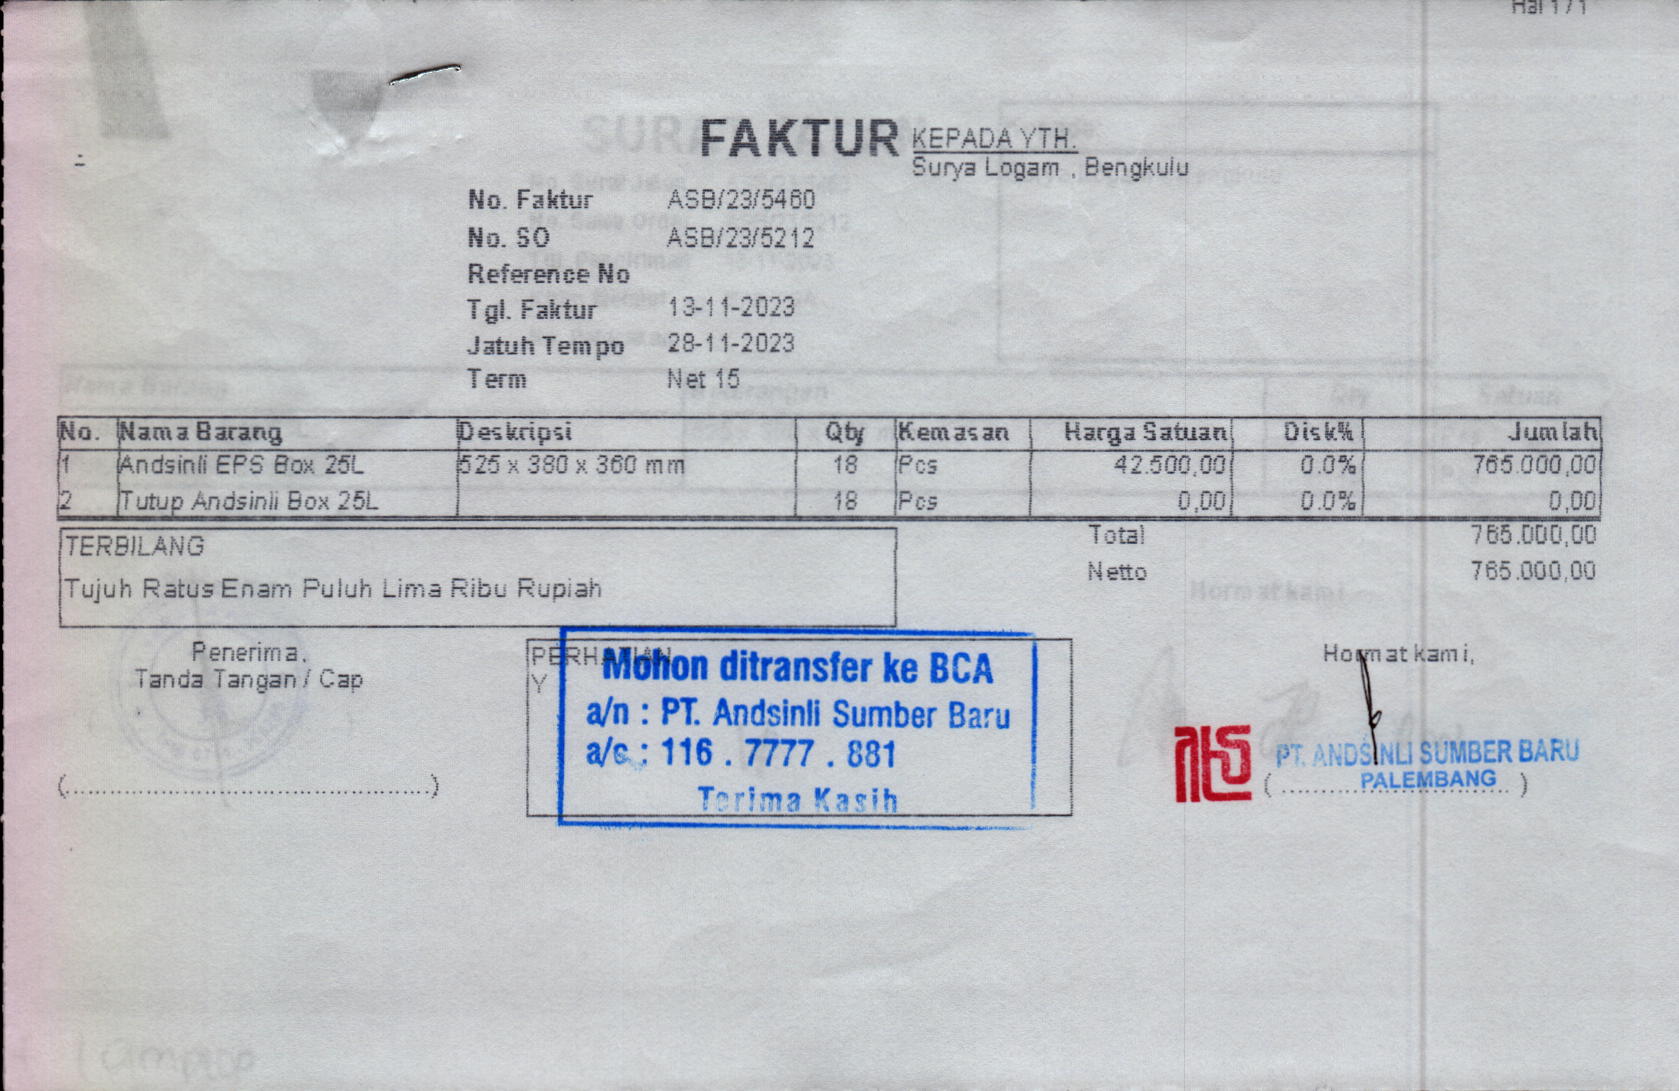 Hal 1 / 1
FAKTUR
KEPADA YTH.
Surya Logam , Bengkulu
No. Faktur ASB/23/5460
No. SO ASB/23/5212
Reference No
Tgl. Faktur 13-11-2023
Jatuh Tempo 28-11-2023
Term Net 15
No. Nama Barang Deskripsi Qty Kemasan Harga Satuan Disk% Jumlah
1 Andsinli EPS Box 25L 525 x 380 x 360 mm 18 Pcs 42.500,00 0.0% 765.000,00
2 Tutup Andsinli Box 25L 18 Pcs 0,00 0.0% 0,00
TERBILANG
Tujuh Ratus Enam Puluh Lima Ribu Rupiah
Total 765.000,00
Netto 765.000,00
Penerima,
Tanda Tangan / Cap
(..................................................)
PERHATIAN
Y
Mohon ditransfer ke BCA
a/n : PT. Andsinli Sumber Baru
a/c : 116 . 7777 . 881
Terima Kasih
Hormat kami,
PT. ANDSINLI SUMBER BARU
PALEMBANG
(..................................)